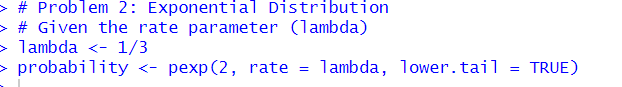 > # Problem 2: Exponential Distribution
> # Given the rate parameter (lambda)
> lambda <- 1/3
> probability <- pexp(2, rate = lambda, lower.tail = TRUE)
>